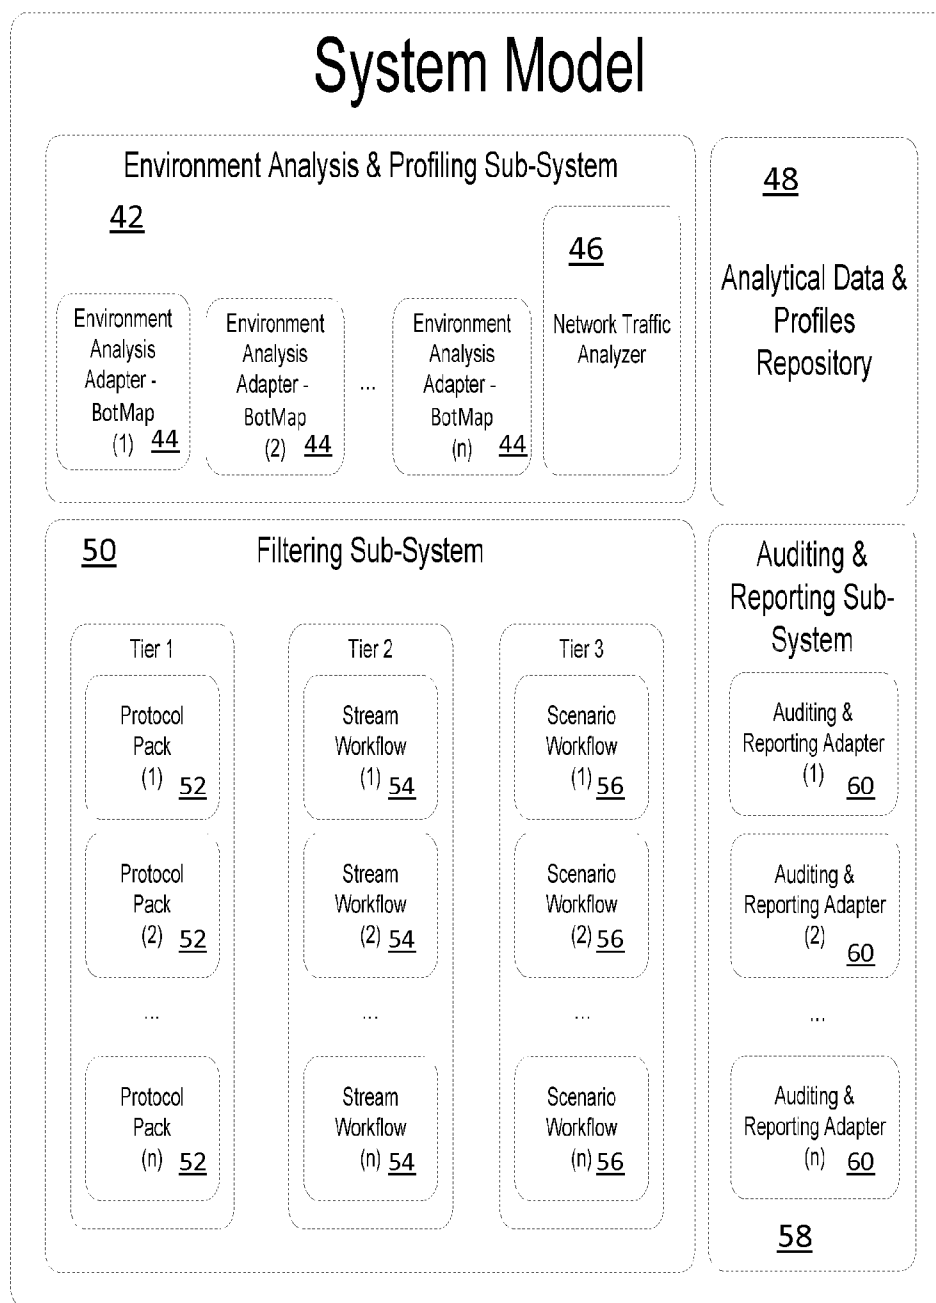 System Model
Environment Analysis & Profiling Sub-System
42
Environment
Analysis
Adapter -
BotMap
(1) 44
Environment
Analysis
Adapter -
BotMap
(2) 44
...
Environment
Analysis
Adapter -
BotMap
(n) 44
46
Network Traffic
Analyzer
48
Analytical Data &
Profiles
Repository
50
Filtering Sub-System
Tier 1
Protocol
Pack
(1) 52
Protocol
Pack
(2) 52
...
Protocol
Pack
(n) 52
Tier 2
Stream
Workflow
(1) 54
Stream
Workflow
(2) 54
...
Stream
Workflow
(n) 54
Tier 3
Scenario
Workflow
(1) 56
Scenario
Workflow
(2) 56
...
Scenario
Workflow
(n) 56
Auditing &
Reporting Sub-
System
Auditing &
Reporting Adapter
(1) 60
Auditing &
Reporting Adapter
(2) 60
...
Auditing &
Reporting Adapter
(n) 60
58